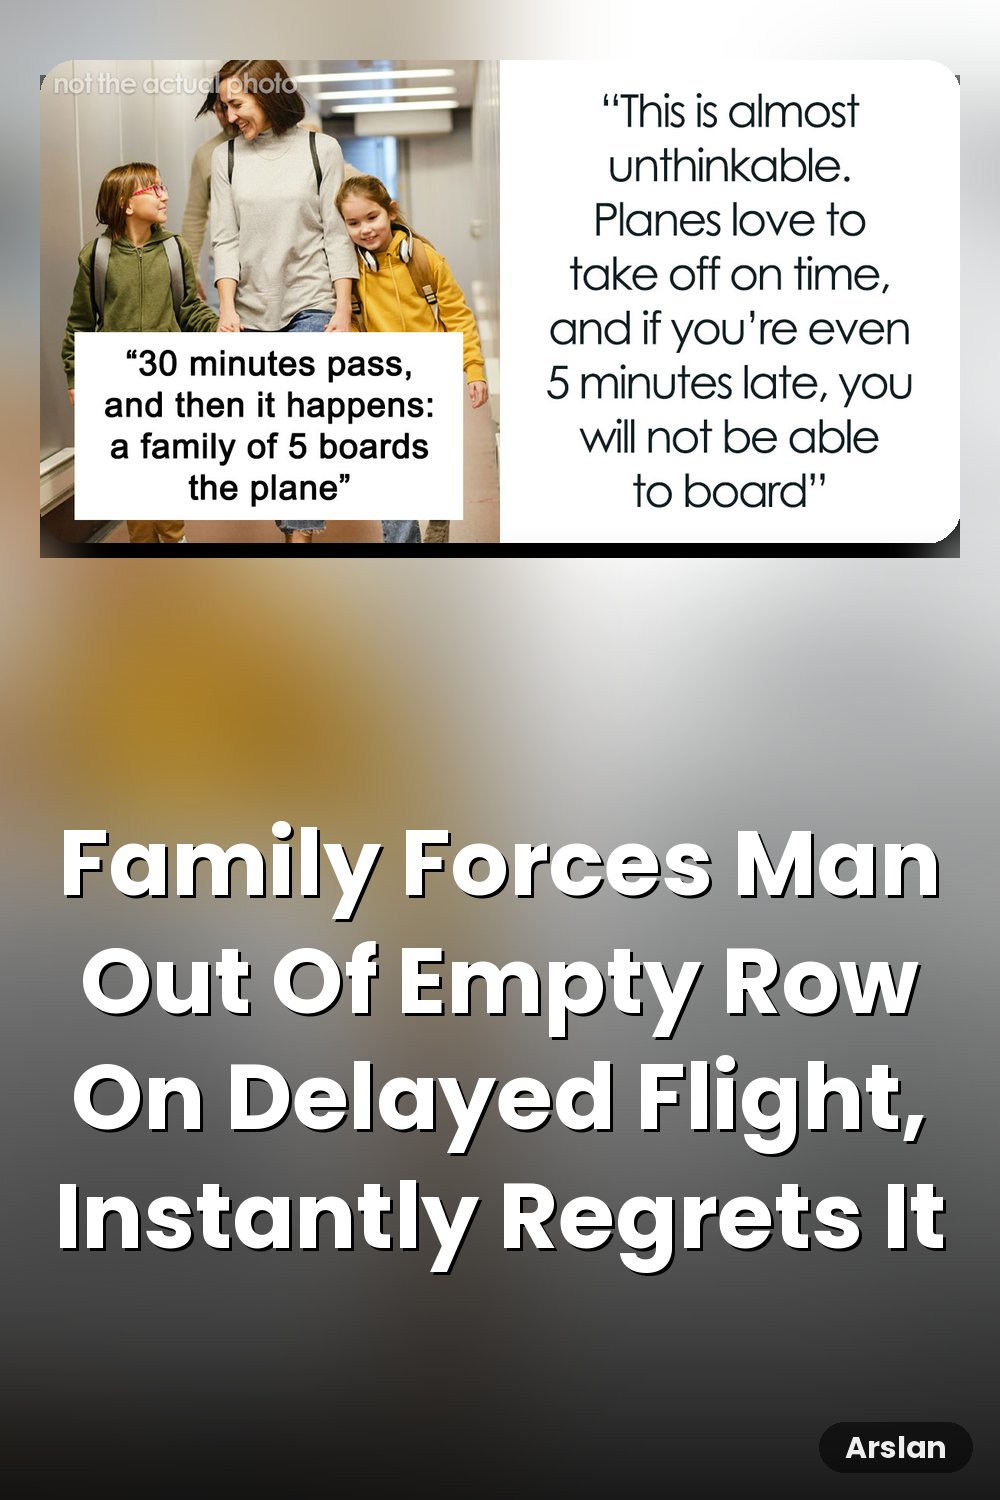 not the actual photo
“30 minutes pass,
and then it happens:
a family of 5 boards
the plane”
“This is almost
unthinkable.
Planes love to
take off on time,
and if you’re even
5 minutes late, you
will not be able
to board”
Family Forces Man
Out Of Empty Row
On Delayed Flight,
Instantly Regrets It
Arslan